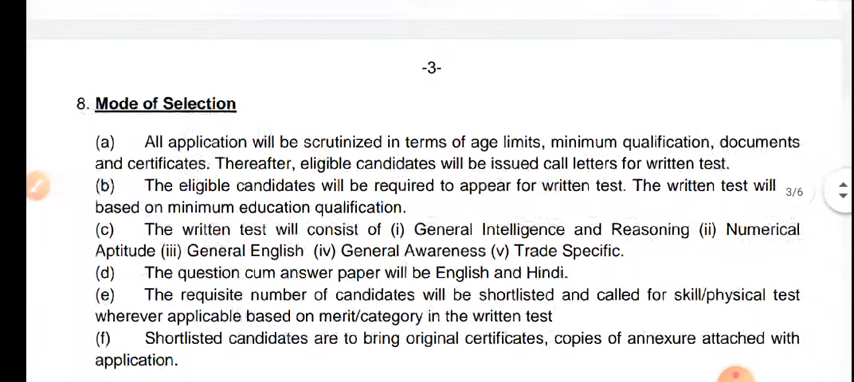 -3-
8. Mode of Selection
(a) All application will be scrutinized in terms of age limits, minimum qualification, documents
and certificates. Thereafter, eligible candidates will be issued call letters for written test.
(b) The eligible candidates will be required to appear for written test. The written test will
3/6
based on minimum education qualification.
(c) The written test will consist of (i) General Intelligence and Reasoning (ii) Numerical
Aptitude (iii) General English (iv) General Awareness (v) Trade Specific.
(d) The question cum answer paper will be English and Hindi.
(e) The requisite number of candidates will be shortlisted and called for skill/physical test
wherever applicable based on merit/category in the written test
(f) Shortlisted candidates are to bring original certificates, copies of annexure attached with
application.